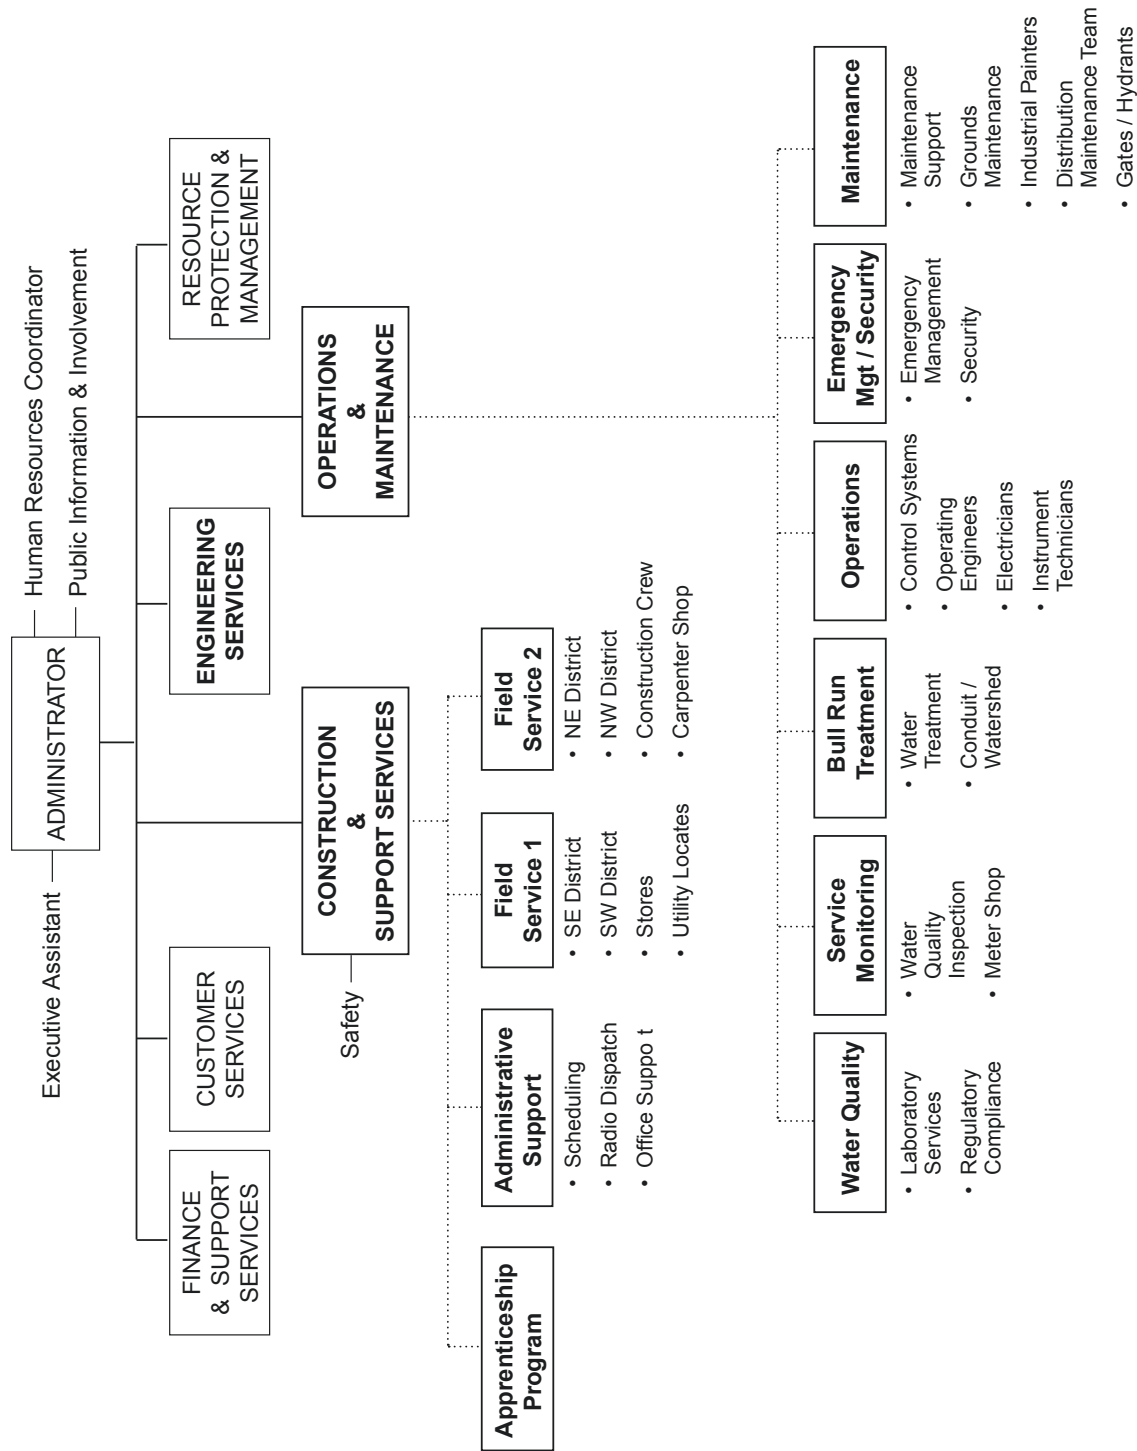 Executive Assistant
ADMINISTRATOR
Human Resources Coordinator
Public Information & Involvement
FINANCE
& SUPPORT
SERVICES
CUSTOMER
SERVICES
ENGINEERING
SERVICES
RESOURCE
PROTECTION &
MANAGEMENT
Safety
CONSTRUCTION
&
SUPPORT SERVICES
OPERATIONS
&
MAINTENANCE
Apprenticeship
Program
Administrative
Support
• Scheduling
• Radio Dispatch
• Office Suppo t
Field
Service 1
• SE District
• SW District
• Stores
• Utility Locates
Field
Service 2
• NE District
• NW District
• Construction Crew
• Carpenter Shop
Water Quality
• Laboratory
Services
• Regulatory
Compliance
Service
Monitoring
• Water
Quality
Inspection
• Meter Shop
Bull Run
Treatment
• Water
Treatment
• Conduit /
Watershed
Operations
• Control Systems
• Operating
Engineers
• Electricians
• Instrument
Technicians
Emergency
Mgt / Security
• Emergency
Management
• Security
Maintenance
• Maintenance
Support
• Grounds
Maintenance
• Industrial Painters
• Distribution
Maintenance Team
• Gates / Hydrants